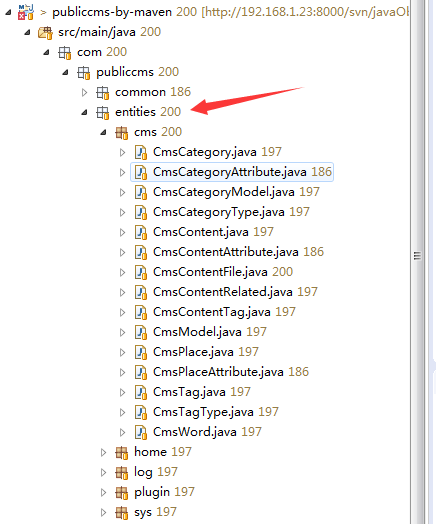 > publiccms-by-maven 200 [http://192.168.1.23:8000/svn/javaOb
src/main/java 200
com 200
publiccms 200
common 186
entities 200
cms 200
CmsCategory.java 197
CmsCategoryAttribute.java 186
CmsCategoryModel.java 197
CmsCategoryType.java 197
CmsContent.java 197
CmsContentAttribute.java 186
CmsContentFile.java 200
CmsContentRelated.java 197
CmsContentTag.java 197
CmsModel.java 197
CmsPlace.java 197
CmsPlaceAttribute.java 186
CmsTag.java 197
CmsTagType.java 197
CmsWord.java 197
home 197
log 197
plugin 197
sys 197